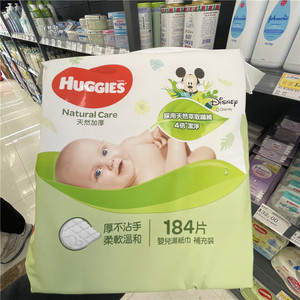 HUGGIES
Natural Care
天然加厚
Disney
採用天然萃取纖維
4倍潔淨
厚不沾手
柔軟溫和
184片
嬰兒濕紙巾 補充裝